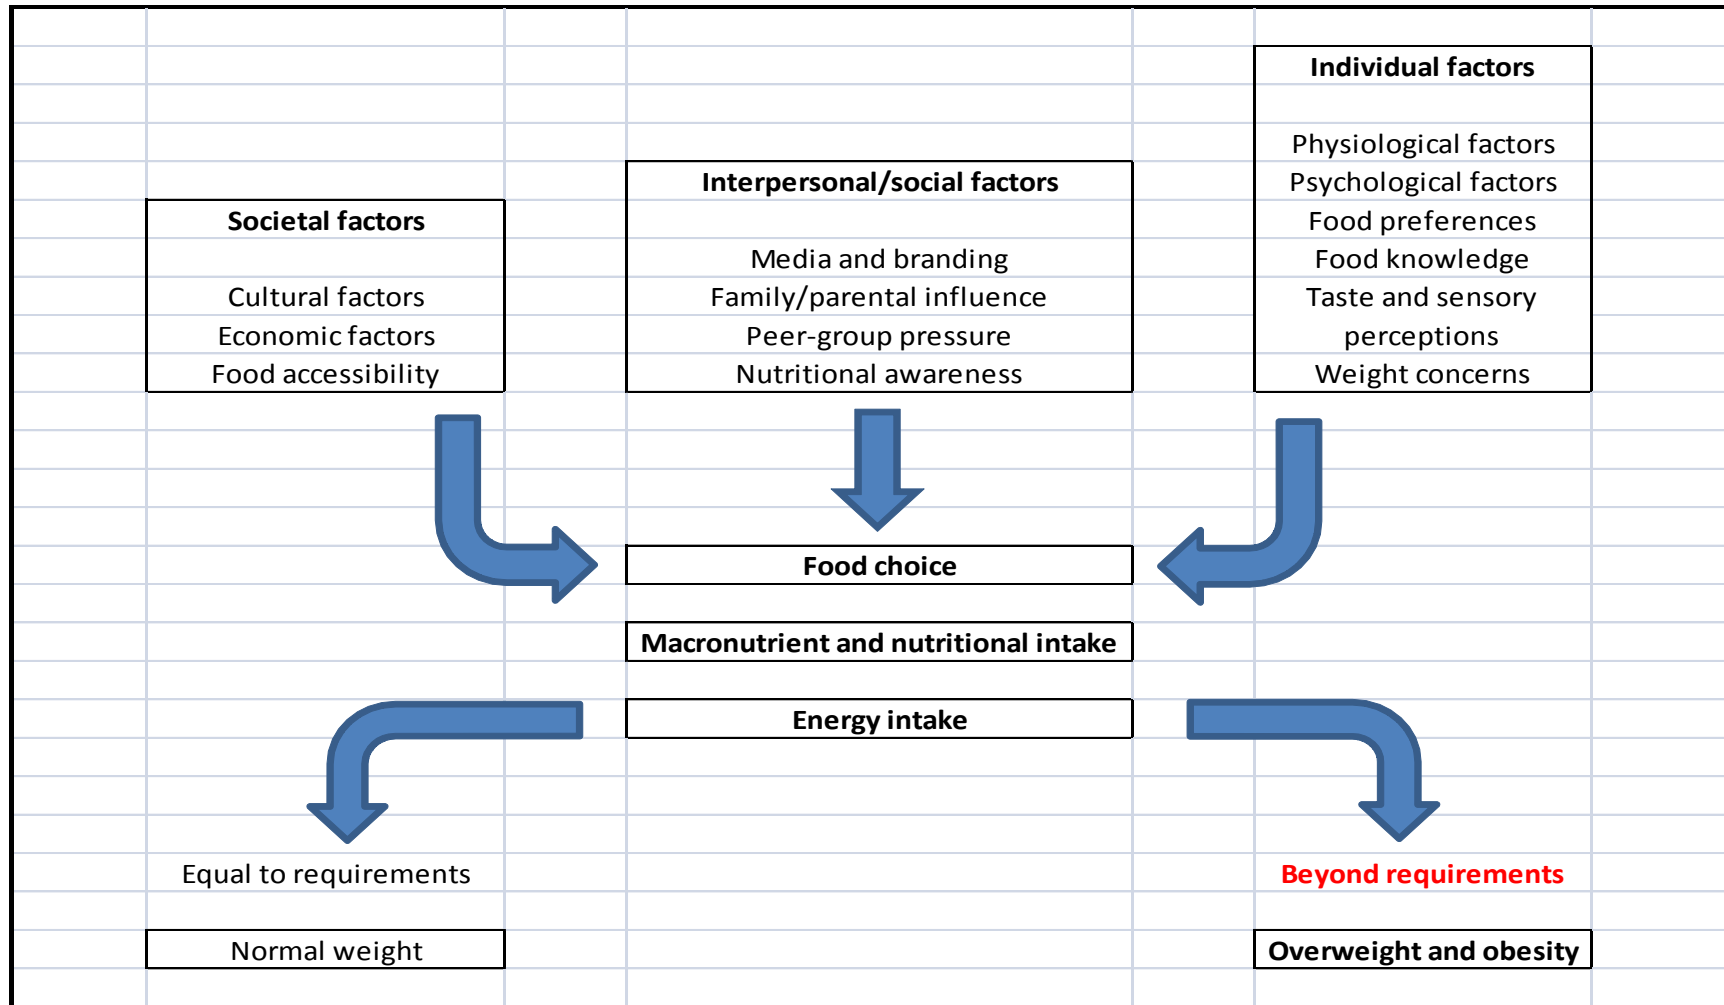 Societal factors
Cultural factors
Economic factors
Food accessibility
Interpersonal/social factors
Media and branding
Family/parental influence
Peer-group pressure
Nutritional awareness
Individual factors
Physiological factors
Psychological factors
Food preferences
Food knowledge
Taste and sensory
perceptions
Weight concerns
Food choice
Macronutrient and nutritional intake
Energy intake
Equal to requirements
Normal weight
Beyond requirements
Overweight and obesity